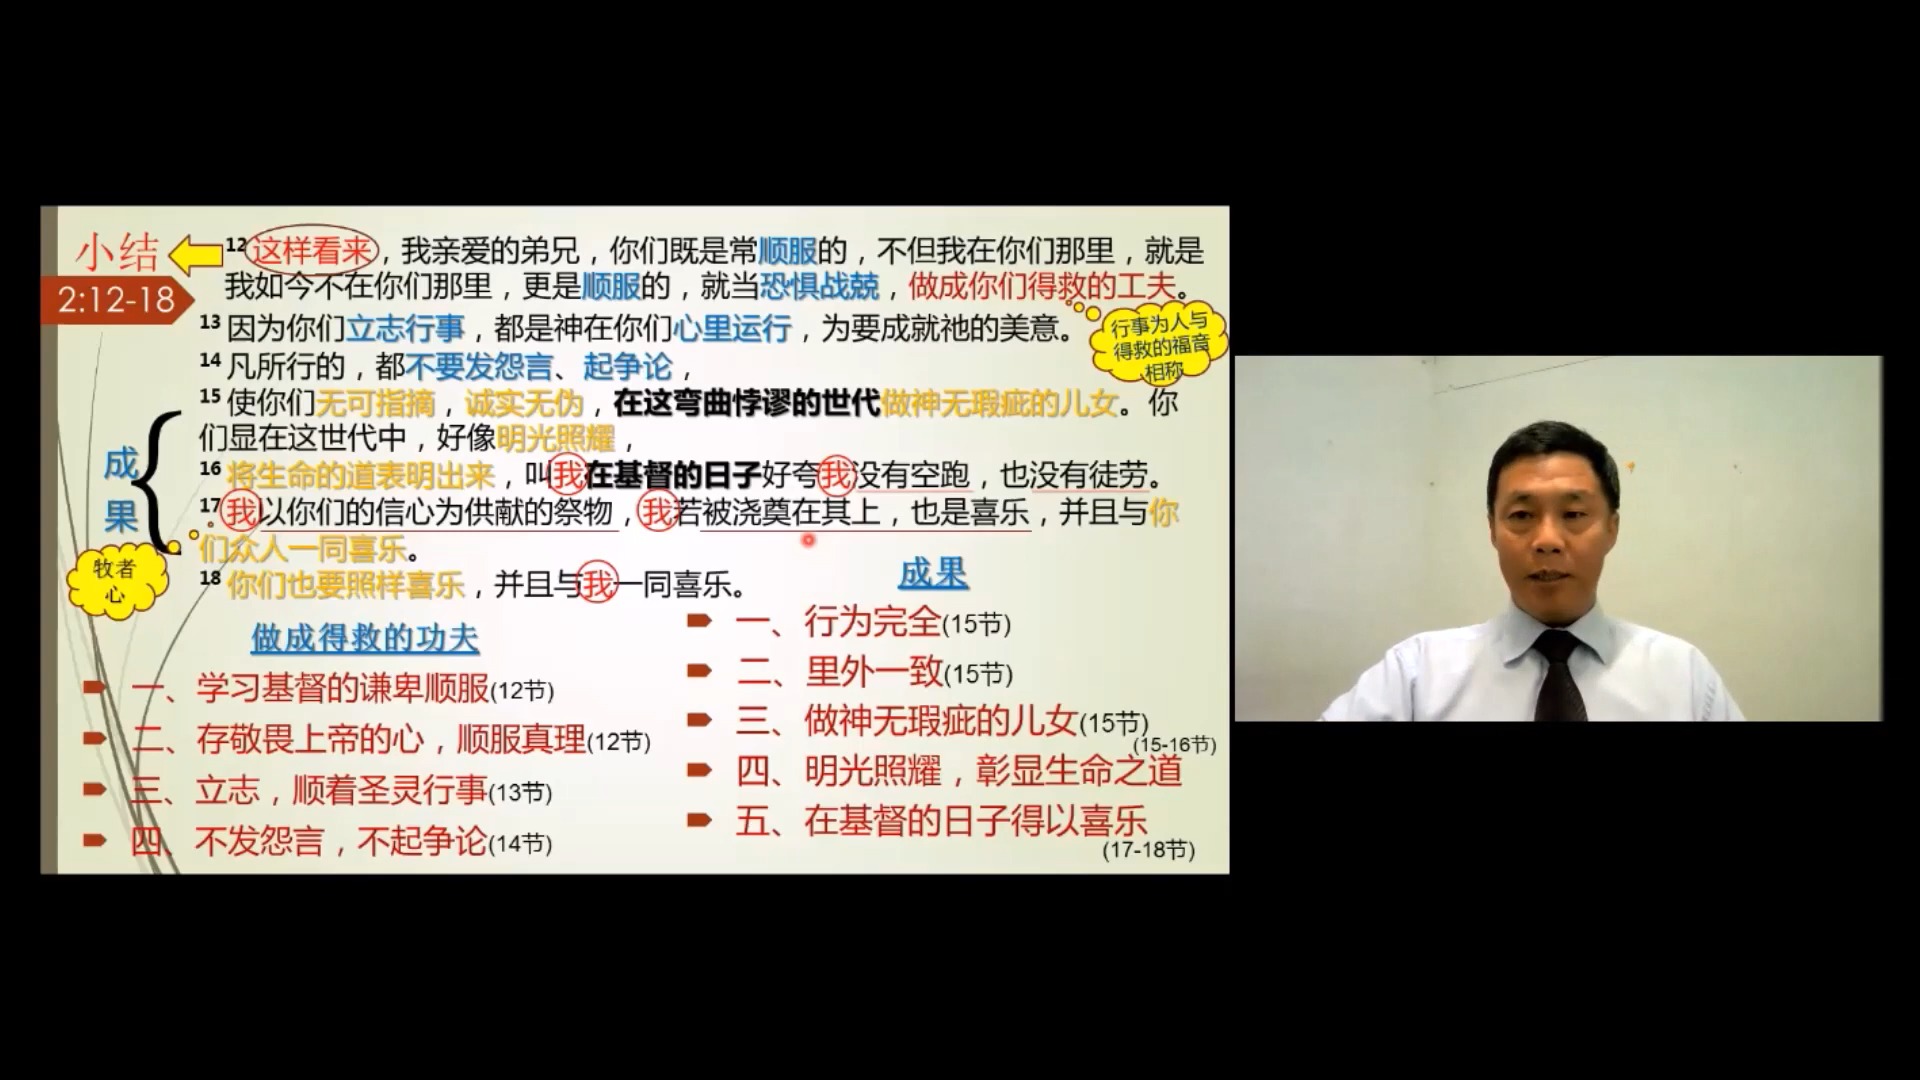 小结
2:12-18
12 这样看来，我亲爱的弟兄，你们既是常顺服的，不但我在你们那里，就是
我如今不在你们那里，更是顺服的，就当恐惧战兢，做成你们得救的工夫。
13 因为你们立志行事，都是神在你们心里运行，为要成就祂的美意。
行事为人与
得救的福音
相称
14 凡所行的，都不要发怨言、起争论，
15 使你们无可指摘，诚实无伪，在这弯曲悖谬的世代做神无瑕疵的儿女。你
们显在这世代中，好像明光照耀，
16 将生命的道表明出来，叫我在基督的日子好夸我没有空跑，也没有徒劳。
17 我以你们的信心为供献的祭物，我若被浇奠在其上，也是喜乐，并且与你
们众人一同喜乐。
18 你们也要照样喜乐，并且与我一同喜乐。
成
果
牧者
心
做成得救的功夫
一、学习基督的谦卑顺服(12节)
二、存敬畏上帝的心，顺服真理(12节)
三、立志，顺着圣灵行事(13节)
四、不发怨言，不起争论(14节)
成果
一、行为完全(15节)
二、里外一致(15节)
三、做神无瑕疵的儿女(15节)
(15-16节)
四、明光照耀，彰显生命之道
五、在基督的日子得以喜乐
(17-18节)